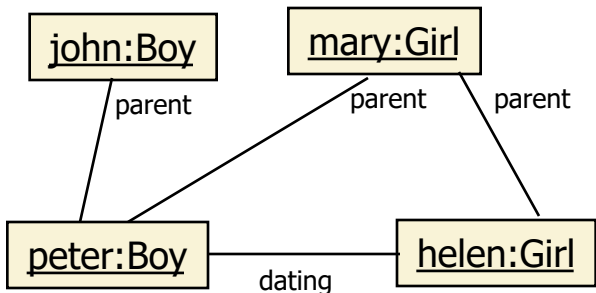 john:Boy
mary:Girl
parent
parent
parent
peter:Boy
helen:Girl
dating